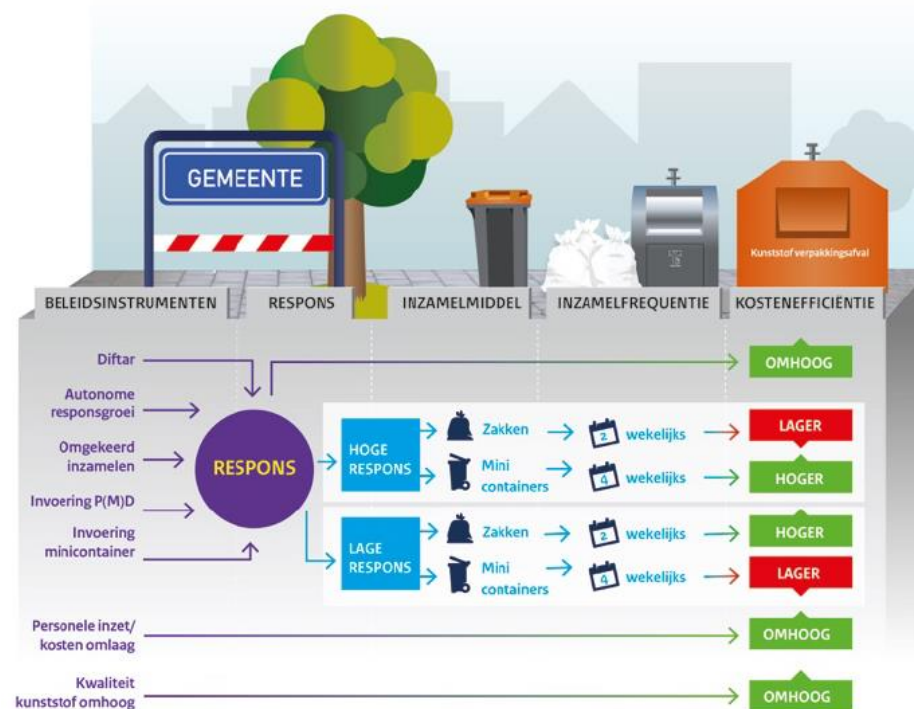 GEMEENTE
Kunststof verpakkingsafval
BELEIDSINSTRUMENTEN
RESPONS
INZAMELMIDDEL
INZAMELFREQUENTIE
KOSTENEFFICIËNTIE
Diftar
OMHOOG
Autonome
responsgroei
Omgekeerd
inzamelen
Invoering P(M)D
Invoering
minicontainer
RESPONS
HOGE
RESPONS
Zakken
2
wekelijks
LAGER
Mini
containers
4
wekelijks
HOGER
LAGE
RESPONS
Zakken
2
wekelijks
HOGER
Mini
containers
4
wekelijks
LAGER
Personele inzet/
kosten omlaag
OMHOOG
Kwaliteit
kunststof omhoog
OMHOOG